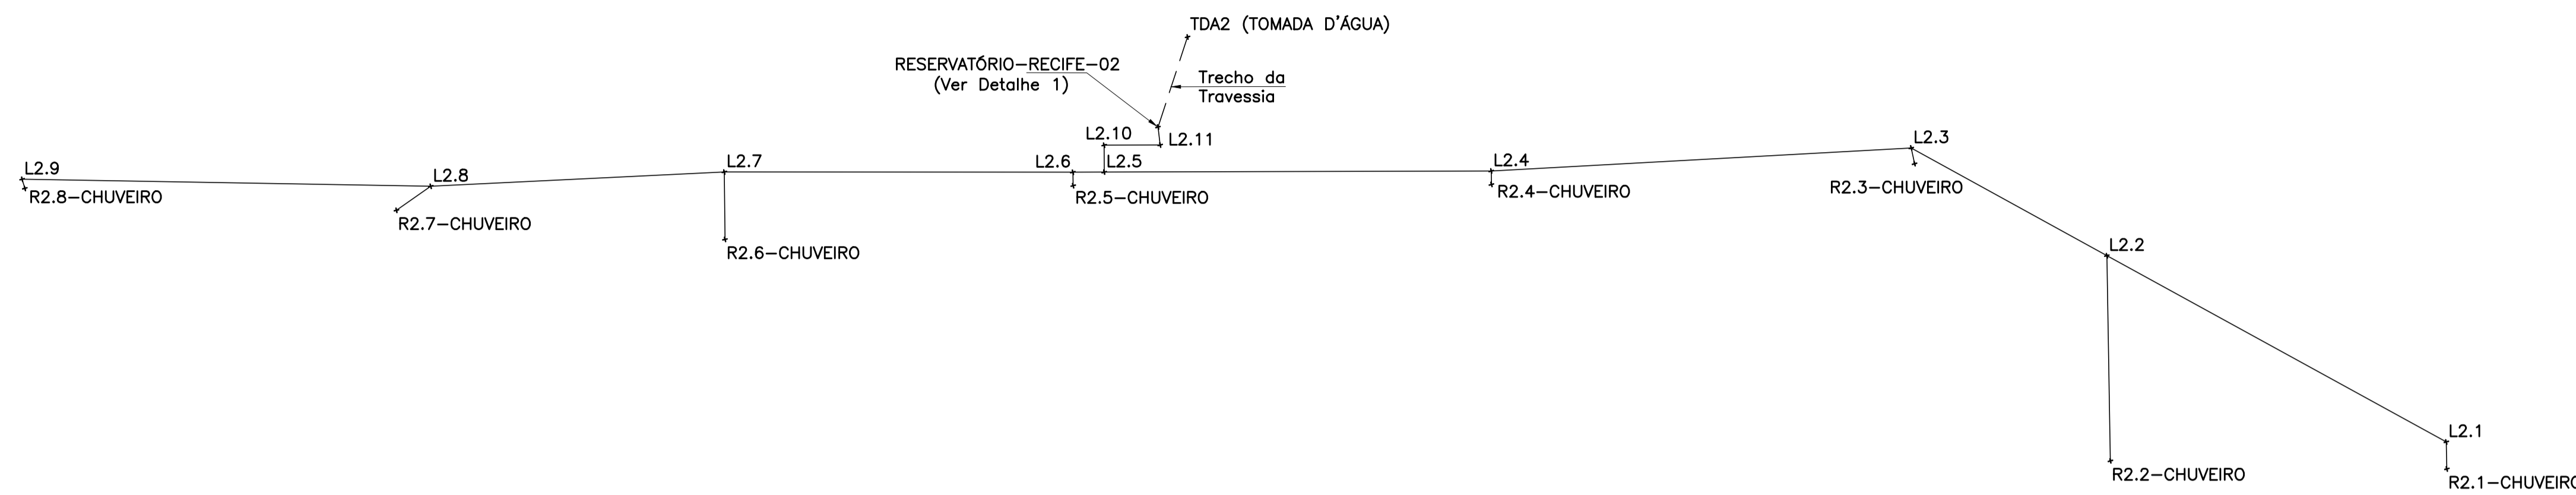 TDA2 (TOMADA D'ÁGUA)
RESERVATÓRIO-RECIFE-02
(Ver Detalhe 1)
Trecho da
Travessia
L2.10
L2.11
L2.3
L2.9
L2.8
L2.7
L2.6
L2.5
L2.4
R2.8-CHUVEIRO
R2.7-CHUVEIRO
R2.6-CHUVEIRO
R2.5-CHUVEIRO
R2.4-CHUVEIRO
R2.3-CHUVEIRO
L2.2
L2.1
R2.2-CHUVEIRO
R2.1-CHUVEIRO